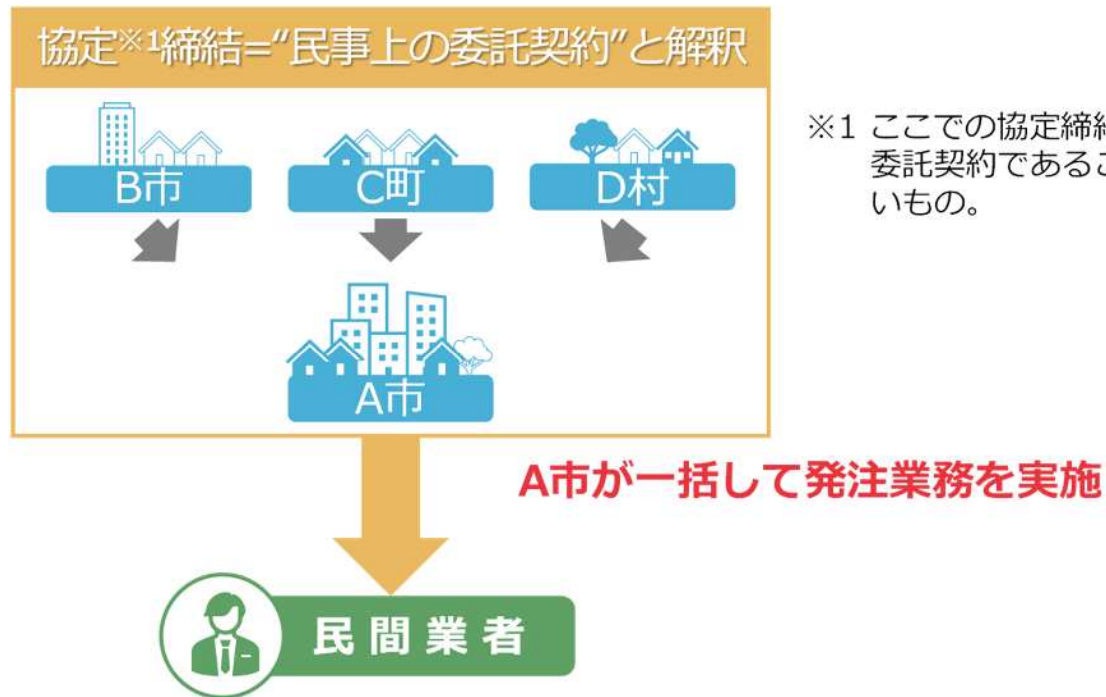 協定※1締結=“民事上の委託契約”と解釈
B市
C町
D村
A市
※1 ここでの協定締
委託契約であるこ
いもの。
A市が一括して発注業務を実施
民間業者